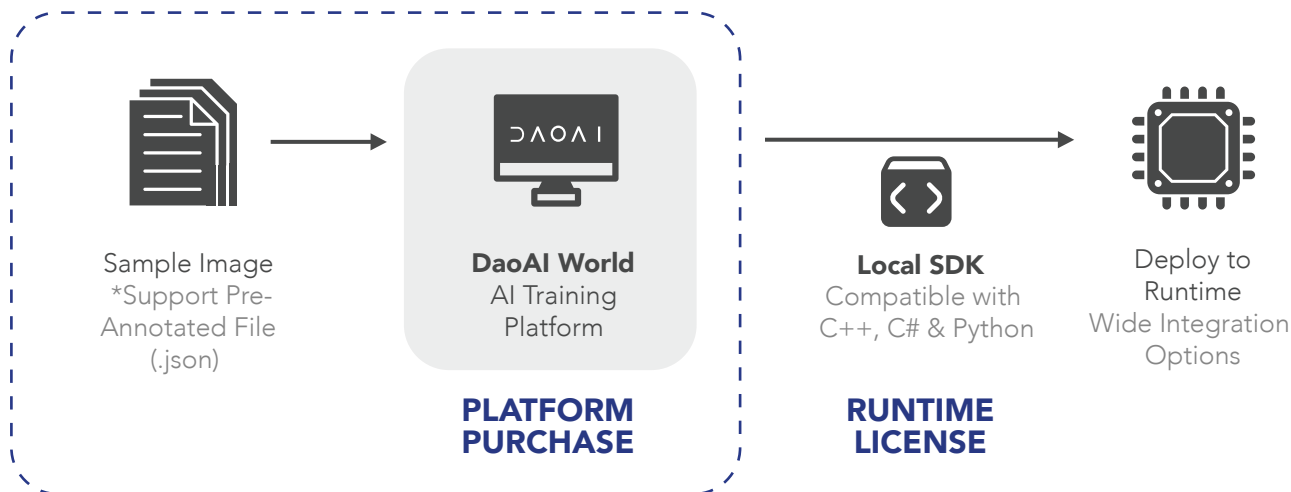 DAOAI
Sample Image
*Support Pre-
Annotated File
(.json)
DaoAI World
AI Training
Platform
PLATFORM
PURCHASE
Local SDK
Compatible with
C++, C# & Python
RUNTIME
LICENSE
Deploy to
Runtime
Wide Integration
Options